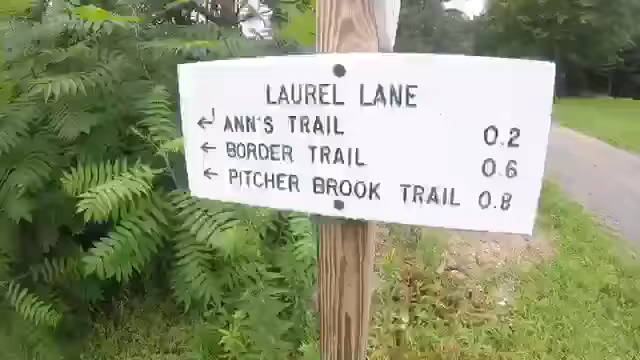 LAUREL LANE
↲ ANN'S TRAIL 0.2
← BORDER TRAIL 0.6
← PITCHER BROOK TRAIL 0.8